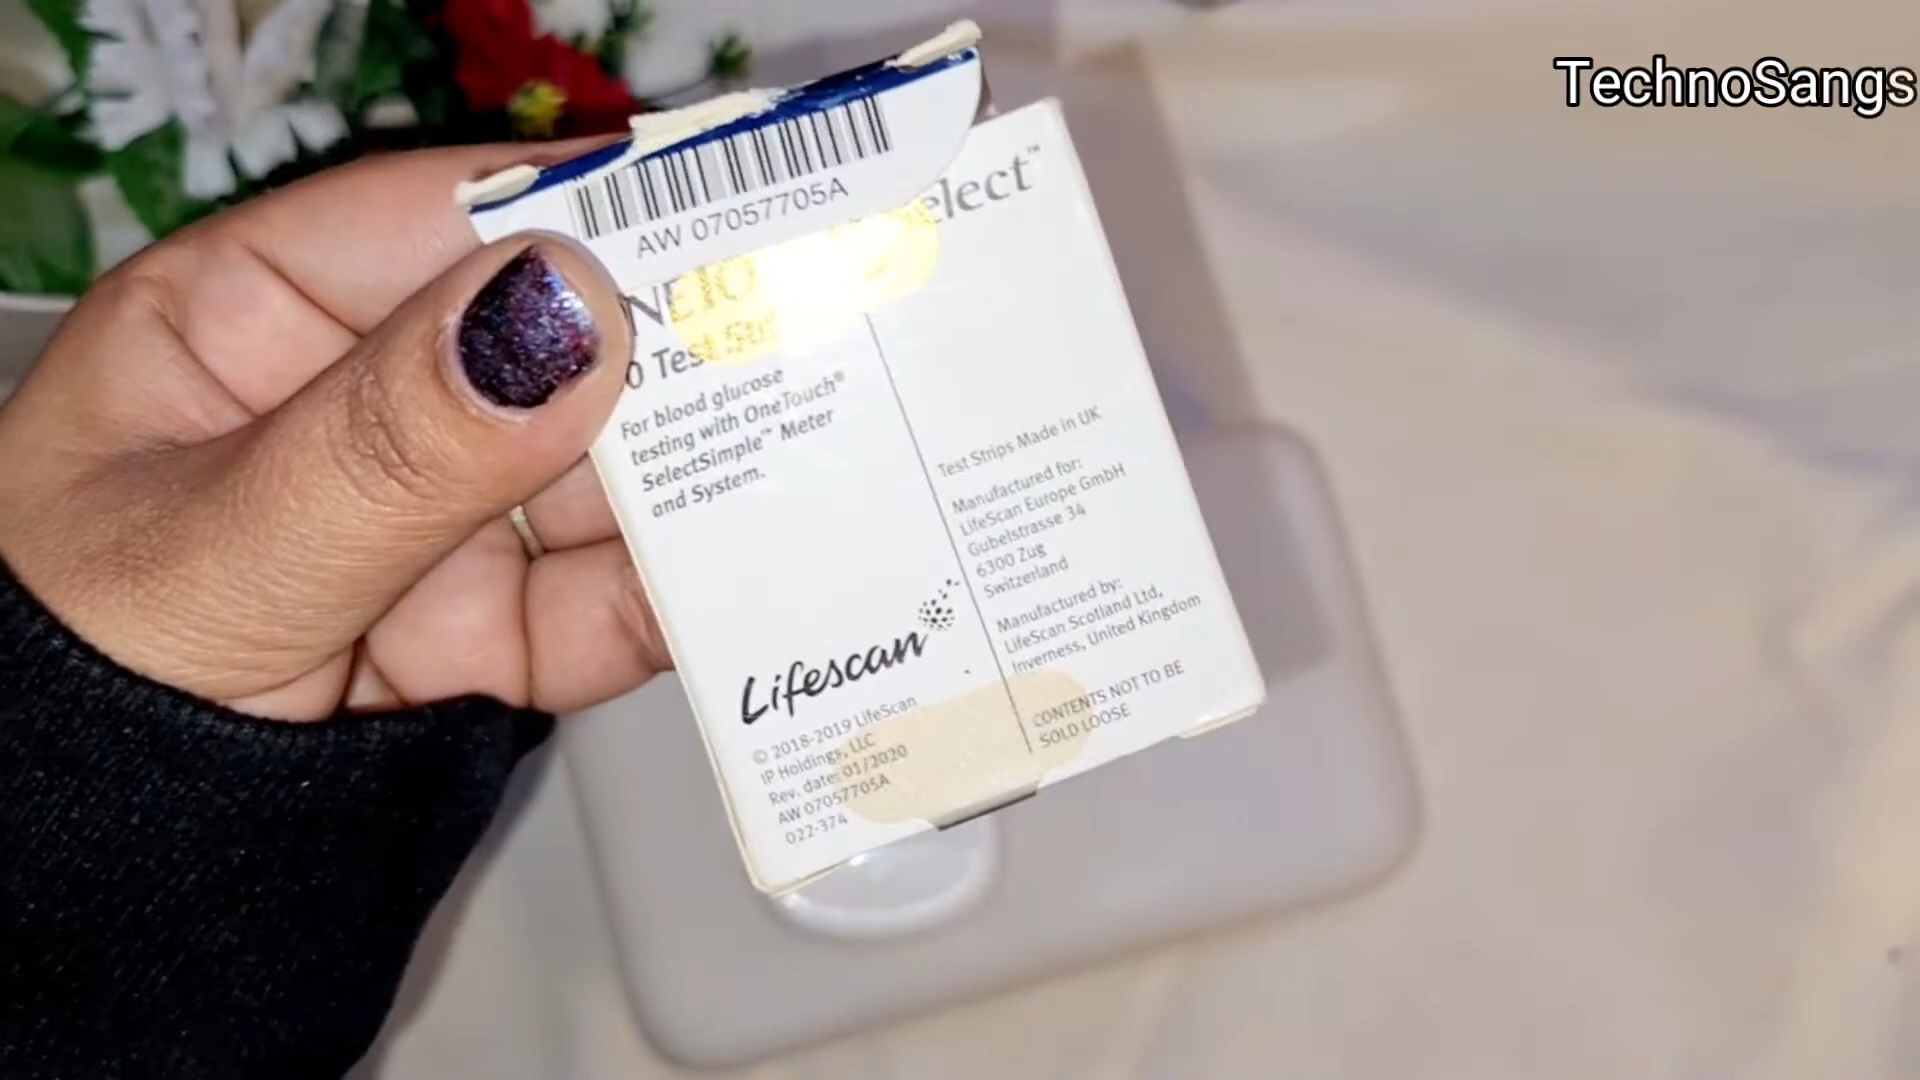 TechnoSangs
AW 07057705A
elect™
For blood glucose
testing with OneTouch®
SelectSimple™ Meter
and System.
Test Strips Made in UK
Manufactured for:
LifeScan Europe GmbH
Gubelstrasse 34
6300 Zug
Switzerland
Manufactured by:
LifeScan Scotland Ltd,
Inverness, United Kingdom
CONTENTS NOT TO BE
SOLD LOOSE
Lifescan
© 2018-2019 LifeScan
IP Holdings, LLC
Rev. date: 01/2020
AW 07057705A
022-374